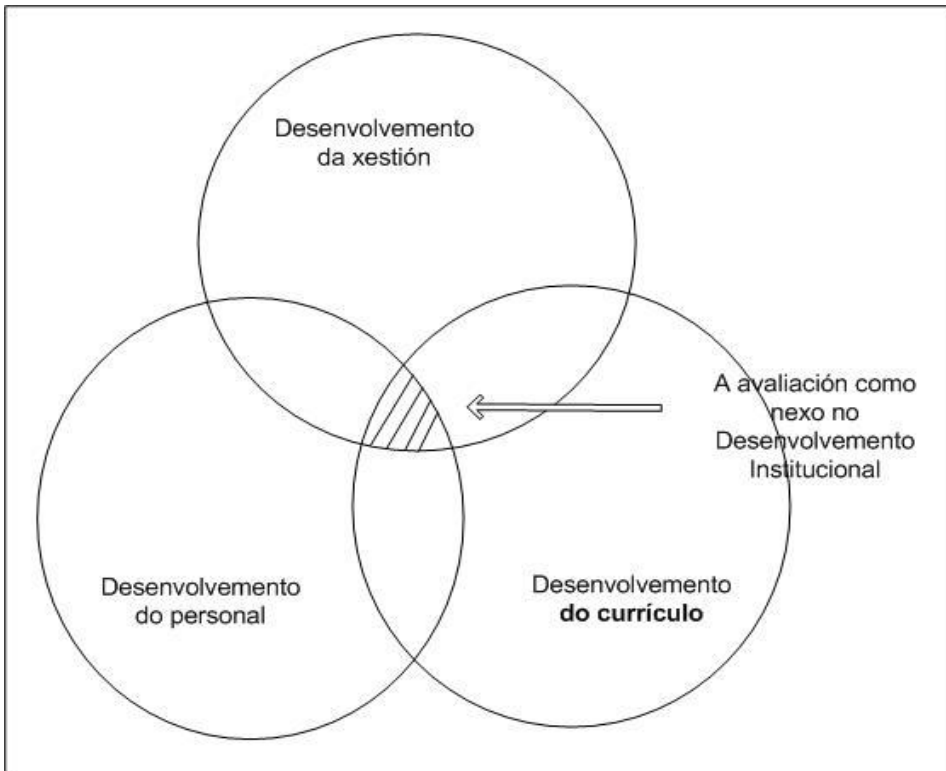 Desenvolvemento
da xestión
A avaliación como
nexo no
Desenvolvemento
Institucional
Desenvolvemento
do personal
Desenvolvemento
do currículo